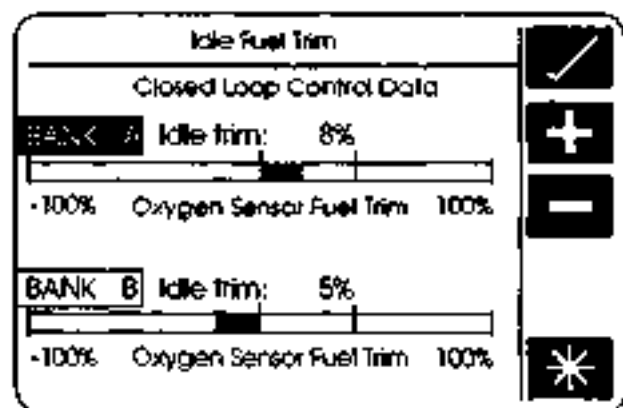 Idle Fuel Trim
Closed Loop Control Data
BANK A Idle trim: 8%
-100% Oxygen Sensor Fuel Trim 100%
BANK B Idle trim: 5%
-100% Oxygen Sensor Fuel Trim 100%